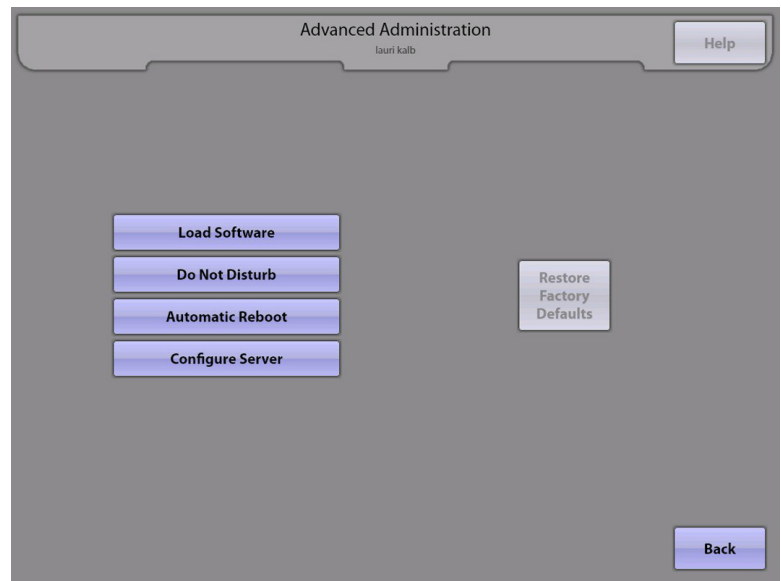 Advanced Administration
lauri kalb
Help
Load Software
Do Not Disturb
Automatic Reboot
Configure Server
Restore
Factory
Defaults
Back